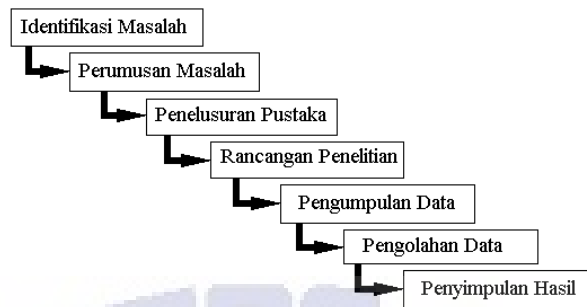 Identifikasi Masalah
Perumusan Masalah
Penelusuran Pustaka
Rancangan Penelitian
Pengumpulan Data
Pengolahan Data
Penyimpulan Hasil